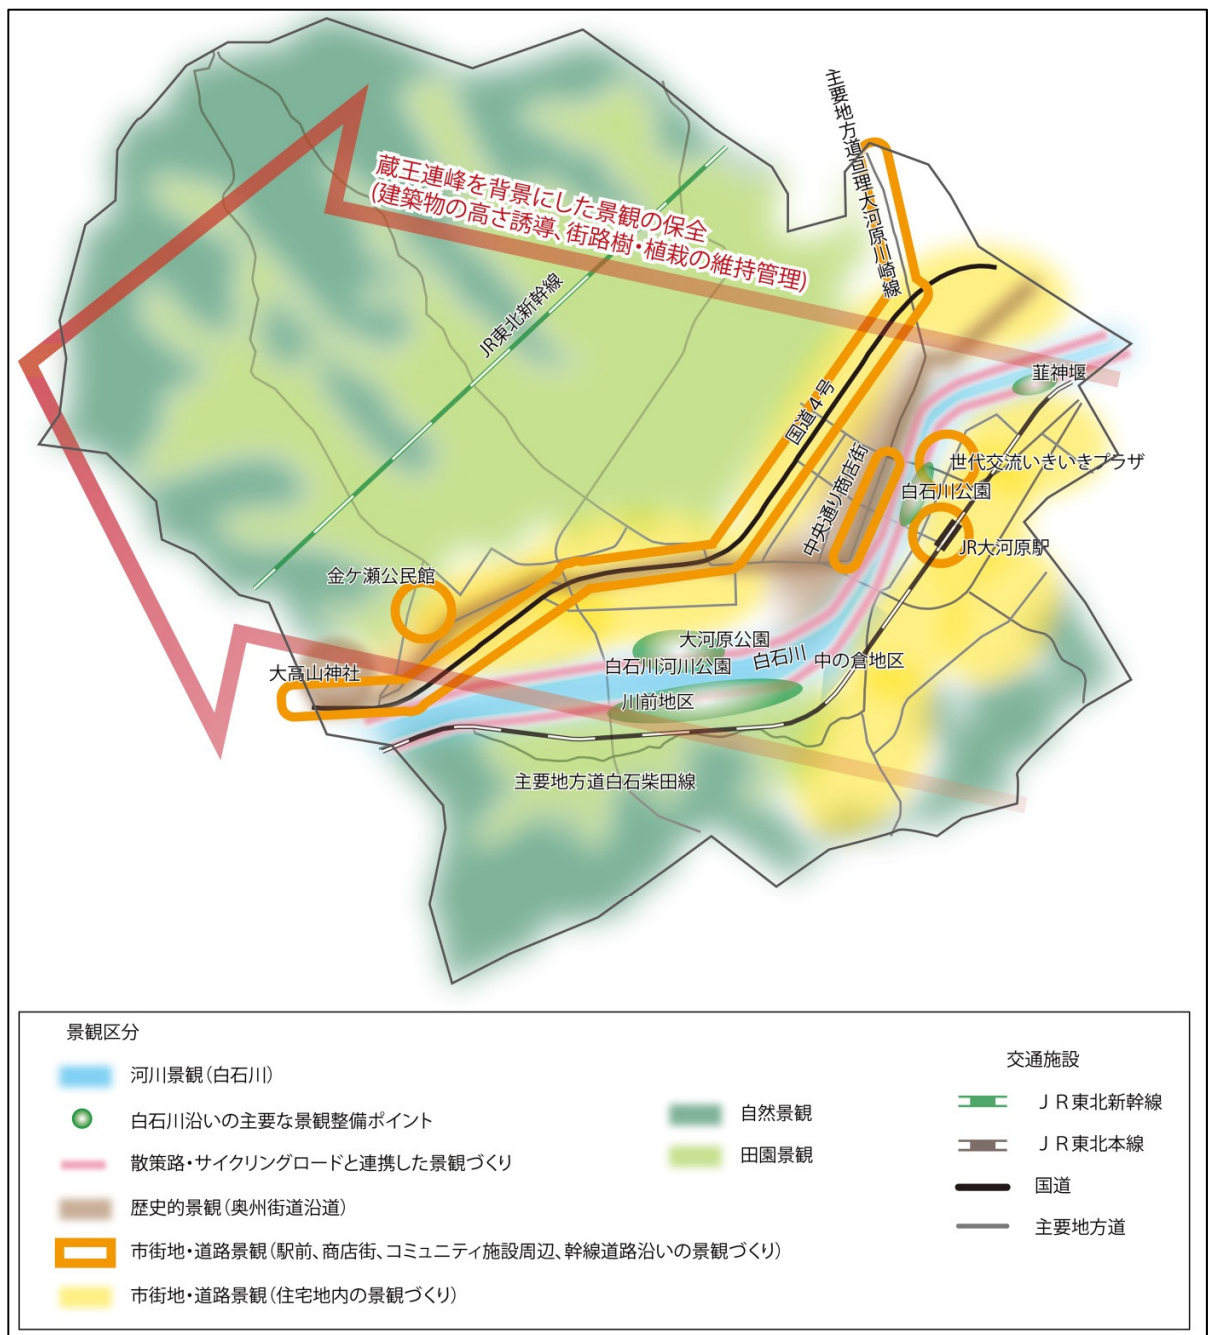 主要地方道亘理大河原川崎線
蔵王連峰を背景にした景観の保全
(建築物の高さ誘導、街路樹・植栽の維持管理)
JR東北新幹線
韮神堰
国道4号
世代交流いきいきプラザ
中央通り商店街
白石川公園
JR大河原駅
金ケ瀬公民館
大河原公園
白石川
中の倉地区
大高山神社
白石川河川公園
川前地区
主要地方道白石柴田線
景観区分
河川景観(白石川)
白石川沿いの主要な景観整備ポイント
散策路・サイクリングロードと連携した景観づくり
歴史的景観(奥州街道沿道)
市街地・道路景観(駅前、商店街、コミュニティ施設周辺、幹線道路沿いの景観づくり)
市街地・道路景観(住宅地内の景観づくり)
自然景観
田園景観
交通施設
JR東北新幹線
JR東北本線
国道
主要地方道